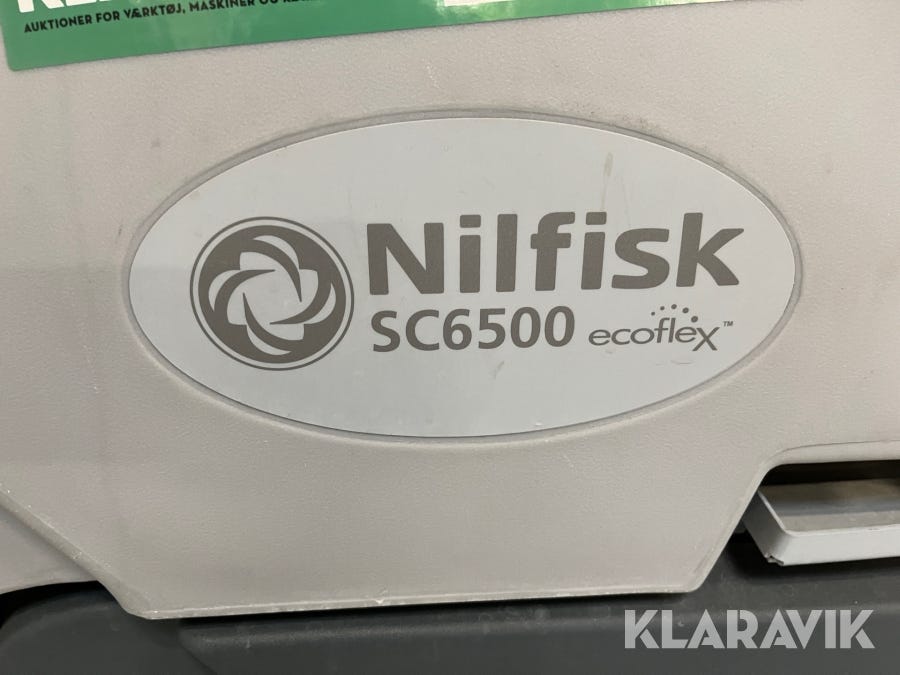 AUKTIONER FOR VÆRKTØJ, MASKINER OG
Nilfisk
SC6500 ecoflex™
KLARAVIK